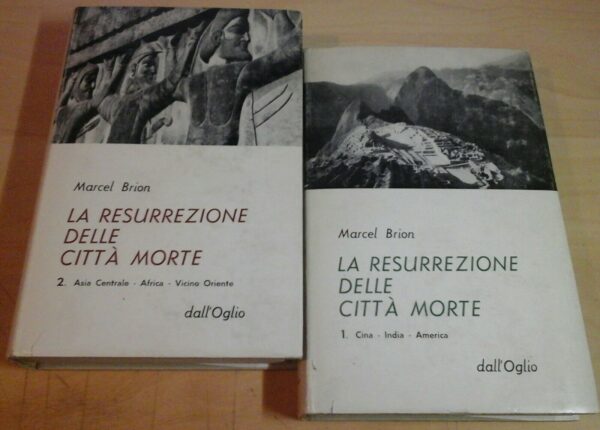 Marcel Brion
LA RESURREZIONE
DELLE
CITTÀ MORTE
2. Asia Centrale - Africa - Vicino Oriente
dall'Oglio
Marcel Brion
LA RESURREZIONE
DELLE
CITTÀ MORTE
1. Cina - India - America
dall'Oglio